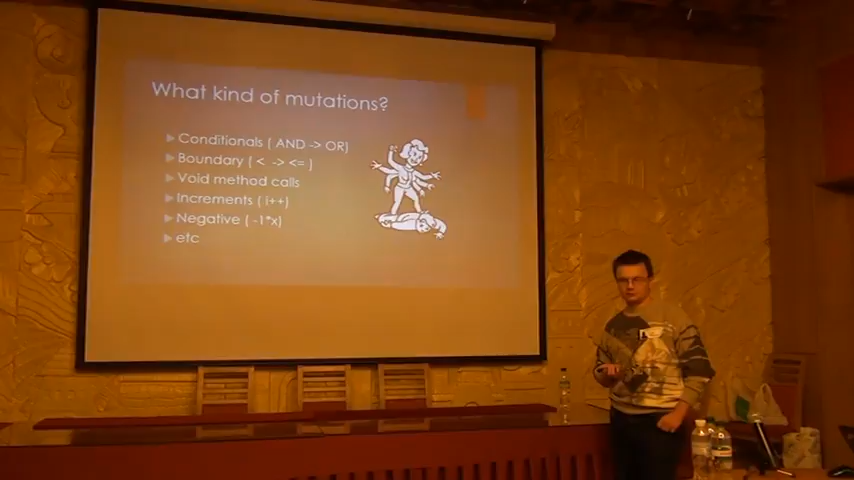 What kind of mutations?
Conditionals ( AND -> OR)
Boundary ( < -> <= )
Void method calls
Increments ( i++)
Negative ( -1*x)
etc